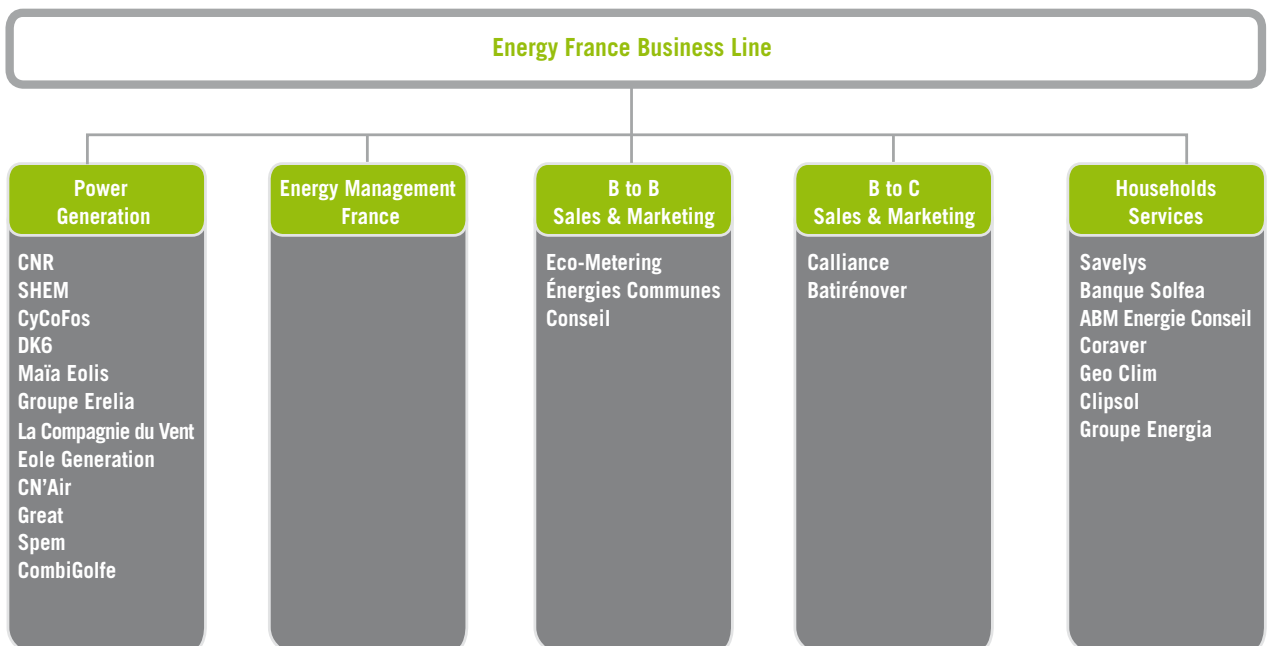 Energy France Business Line
Power
Generation
CNR
SHEM
CyCoFos
DK6
Maïa Eolis
Groupe Erelia
La Compagnie du Vent
Eole Generation
CN’Air
Great
Spem
CombiGolfe
Energy Management
France
B to B
Sales & Marketing
Eco-Metering
Énergies Communes
Conseil
B to C
Sales & Marketing
Calliance
Batirénover
Households
Services
Savelys
Banque Solfea
ABM Energie Conseil
Coraver
Geo Clim
Clipsol
Groupe Energia